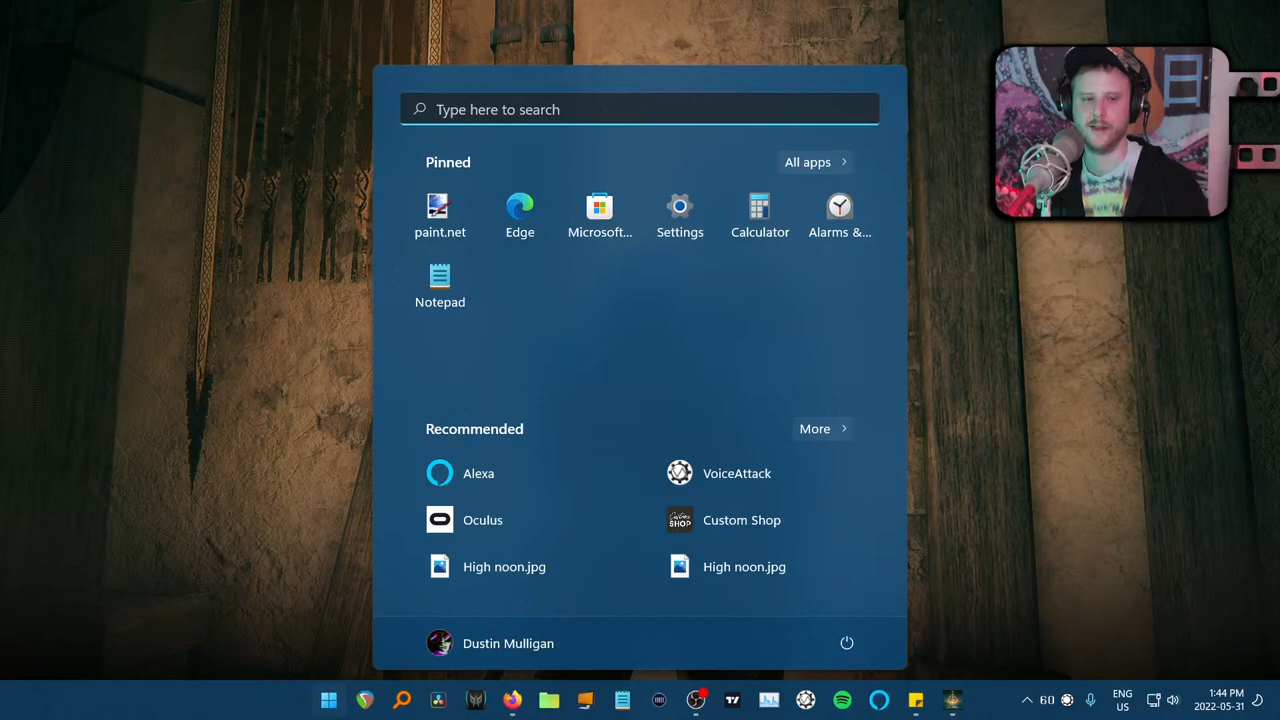 Type here to search
Pinned
All apps
paint.net
Edge
Microsoft...
Settings
Calculator
Alarms &...
Notepad
Recommended
More
Alexa
VoiceAttack
Oculus
Custom SHOP
Custom Shop
High noon.jpg
High noon.jpg
Dustin Mulligan
60
ENG
US
1:44 PM
2022-05-31